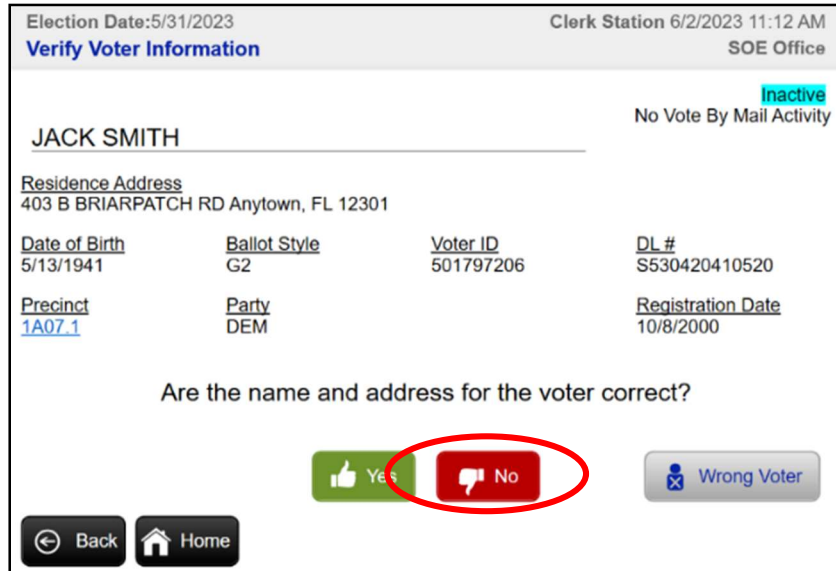 Election Date:5/31/2023 Clerk Station 6/2/2023 11:12 AM
Verify Voter Information SOE Office
Inactive
No Vote By Mail Activity
JACK SMITH
Residence Address
403 B BRIARPATCH RD Anytown, FL 12301
Date of Birth Ballot Style Voter ID DL #
5/13/1941 G2 501797206 S530420410520
Precinct Party Registration Date
1A07.1 DEM 10/8/2000
Are the name and address for the voter correct?
Yes No Wrong Voter
Back Home